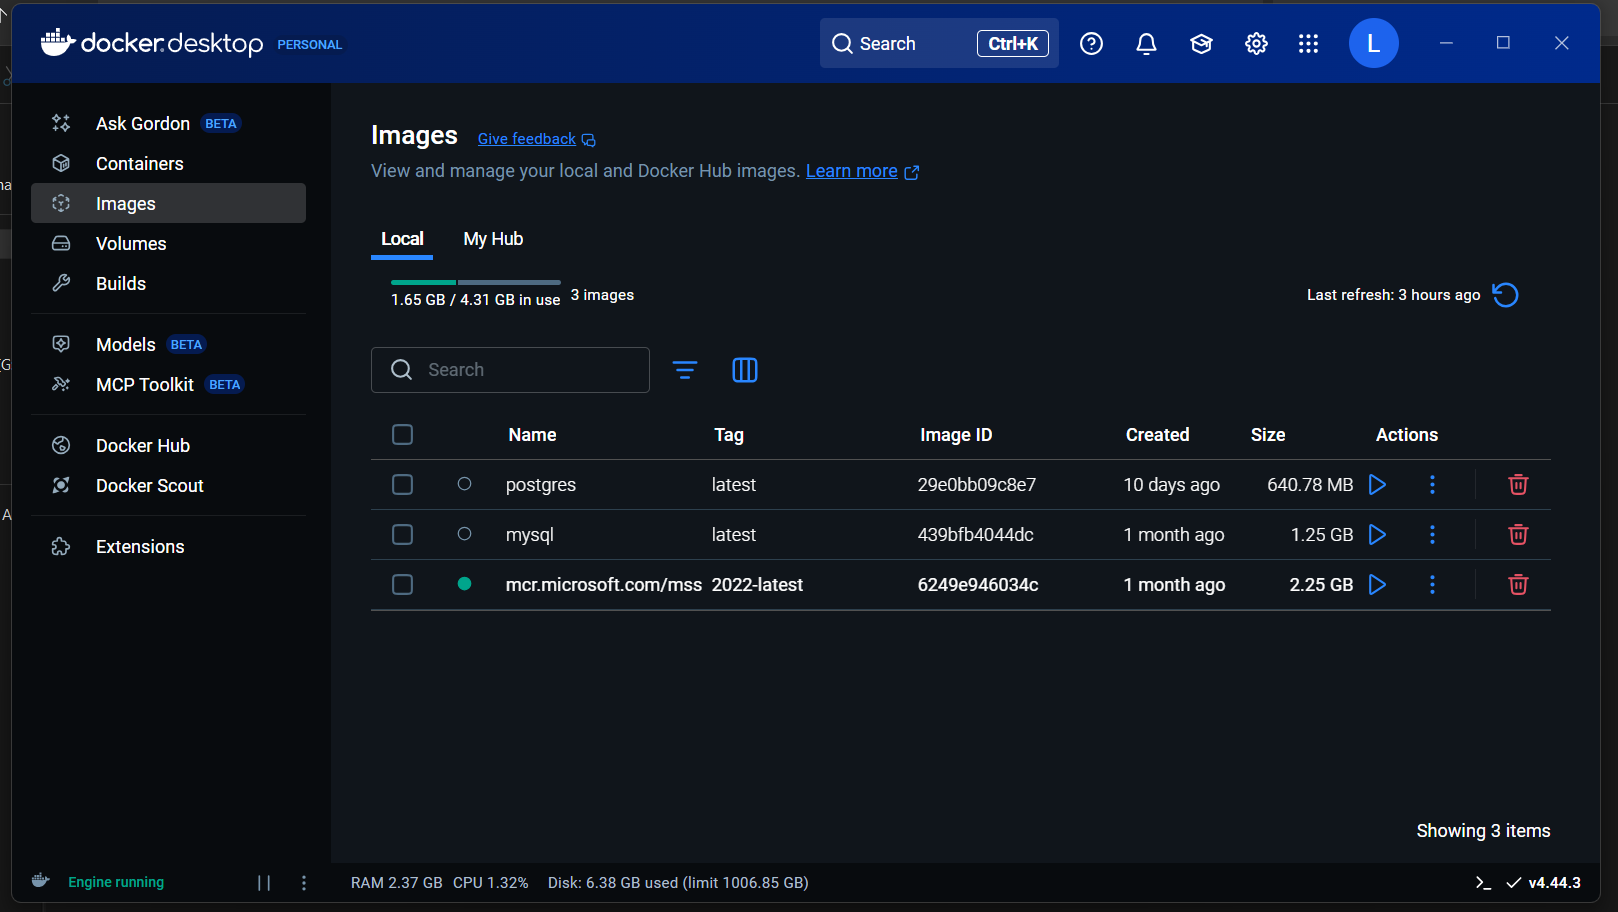 docker.desktop PERSONAL
Search Ctrl+K
L
Ask Gordon BETA
Containers
Images
Volumes
Builds
Models BETA
MCP Toolkit BETA
Docker Hub
Docker Scout
Extensions
Images Give feedback
View and manage your local and Docker Hub images. Learn more
Local My Hub
1.65 GB / 4.31 GB in use 3 images
Last refresh: 3 hours ago
Search
Name Tag Image ID Created Size Actions
postgres latest 29e0bb09c8e7 10 days ago 640.78 MB
mysql latest 439bfb4044dc 1 month ago 1.25 GB
mcr.microsoft.com/mss 2022-latest 6249e946034c 1 month ago 2.25 GB
Showing 3 items
Engine running
RAM 2.37 GB CPU 1.32% Disk: 6.38 GB used (limit 1006.85 GB)
v4.44.3